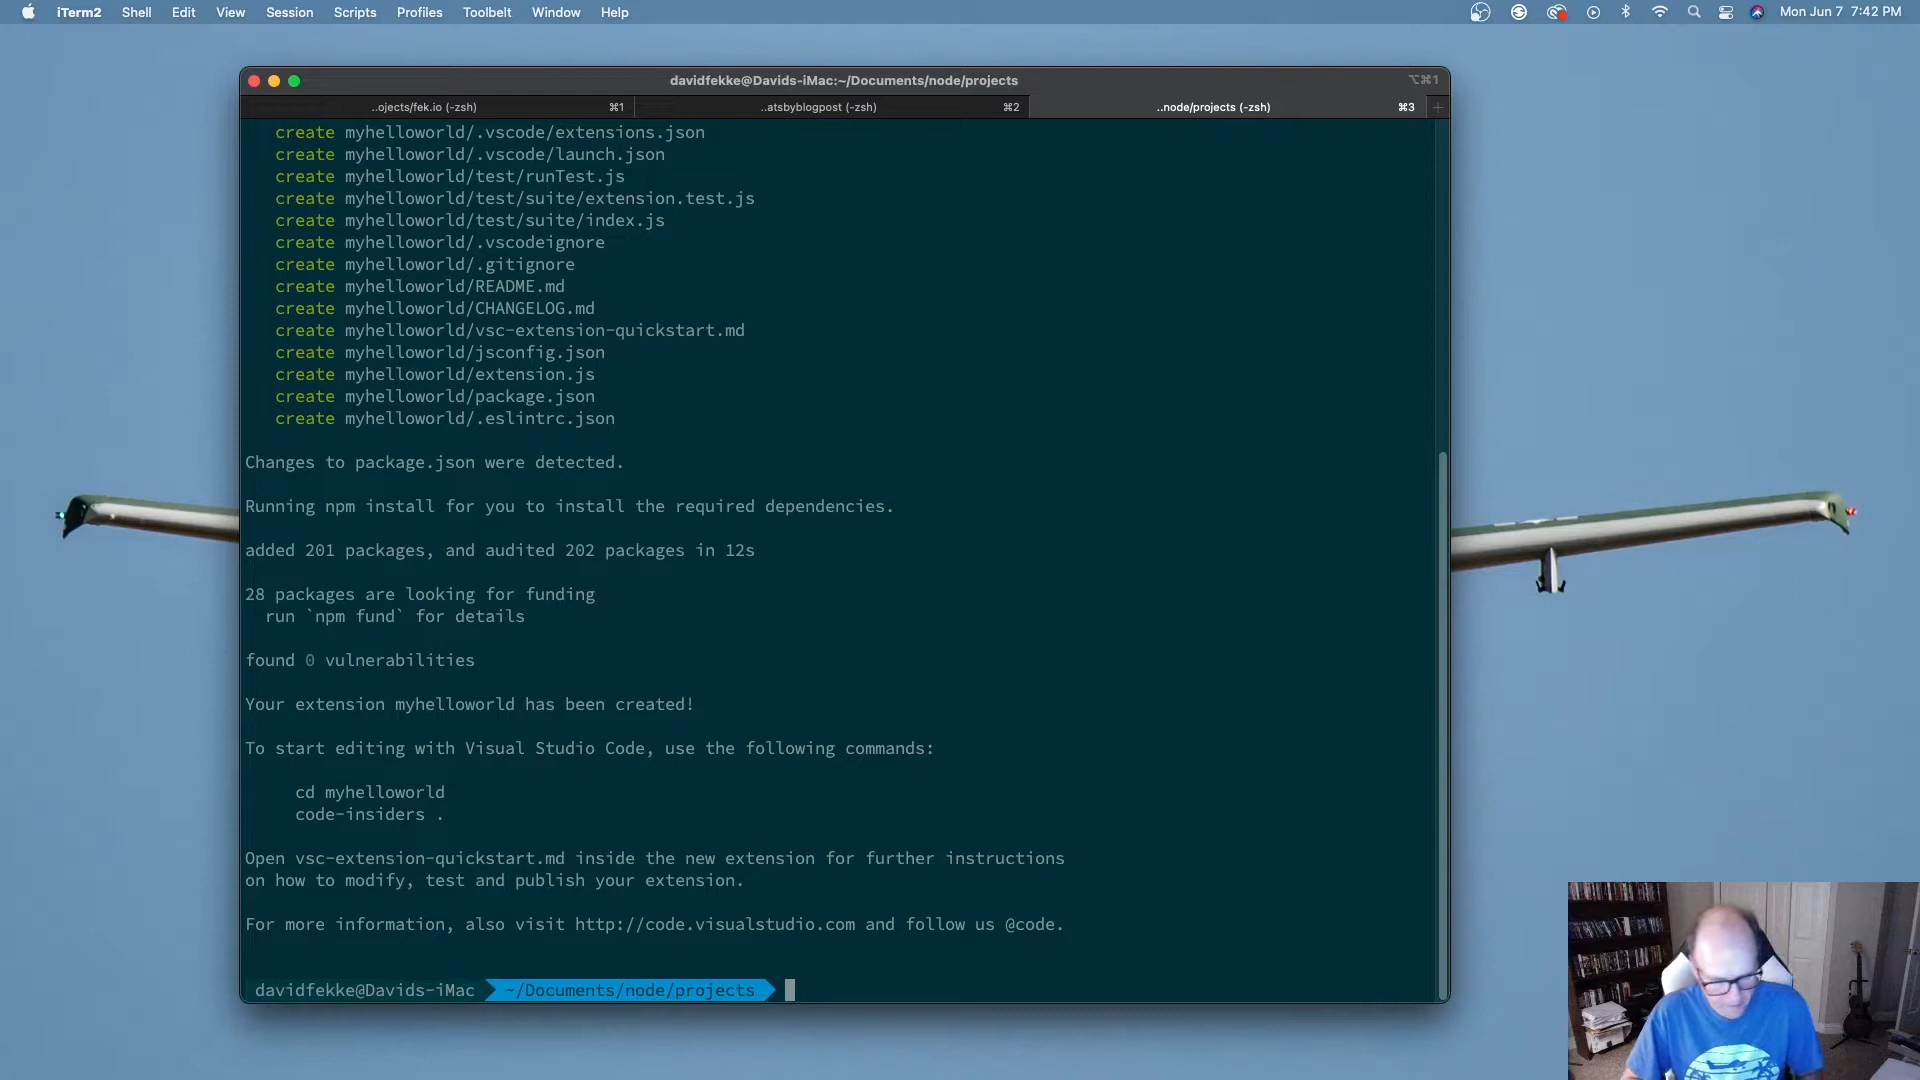 iTerm2 Shell Edit View Session Scripts Profiles Toolbelt Window Help Mon Jun 7 7:42 PM
davidfekke@Davids-iMac:~/Documents/node/projects ⌥⌘1
..ojects/fek.io (-zsh) ⌘1 ..atsbyblogpost (-zsh) ⌘2 ..node/projects (-zsh) ⌘3 +
create myhelloworld/.vscode/extensions.json
create myhelloworld/.vscode/launch.json
create myhelloworld/test/runTest.js
create myhelloworld/test/suite/extension.test.js
create myhelloworld/test/suite/index.js
create myhelloworld/.vscodeignore
create myhelloworld/.gitignore
create myhelloworld/README.md
create myhelloworld/CHANGELOG.md
create myhelloworld/vsc-extension-quickstart.md
create myhelloworld/jsconfig.json
create myhelloworld/extension.js
create myhelloworld/package.json
create myhelloworld/.eslintrc.json
Changes to package.json were detected.
Running npm install for you to install the required dependencies.
added 201 packages, and audited 202 packages in 12s
28 packages are looking for funding
run `npm fund` for details
found 0 vulnerabilities
Your extension myhelloworld has been created!
To start editing with Visual Studio Code, use the following commands:
cd myhelloworld
code-insiders .
Open vsc-extension-quickstart.md inside the new extension for further instructions
on how to modify, test and publish your extension.
For more information, also visit http://code.visualstudio.com and follow us @code.
davidfekke@Davids-iMac ~/Documents/node/projects